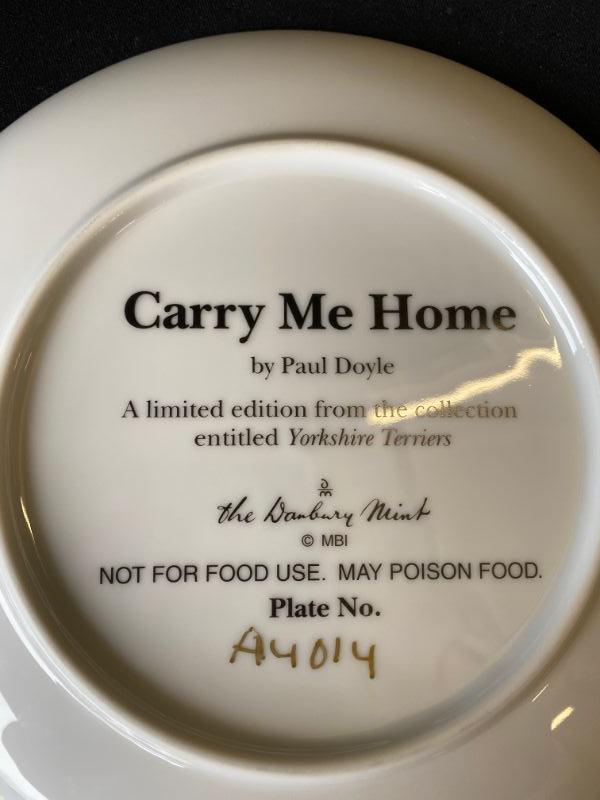 Carry Me Home
by Paul Doyle
A limited edition from the collection
entitled Yorkshire Terriers
the Danbury Mint
© MBI
NOT FOR FOOD USE. MAY POISON FOOD.
Plate No.
A4014